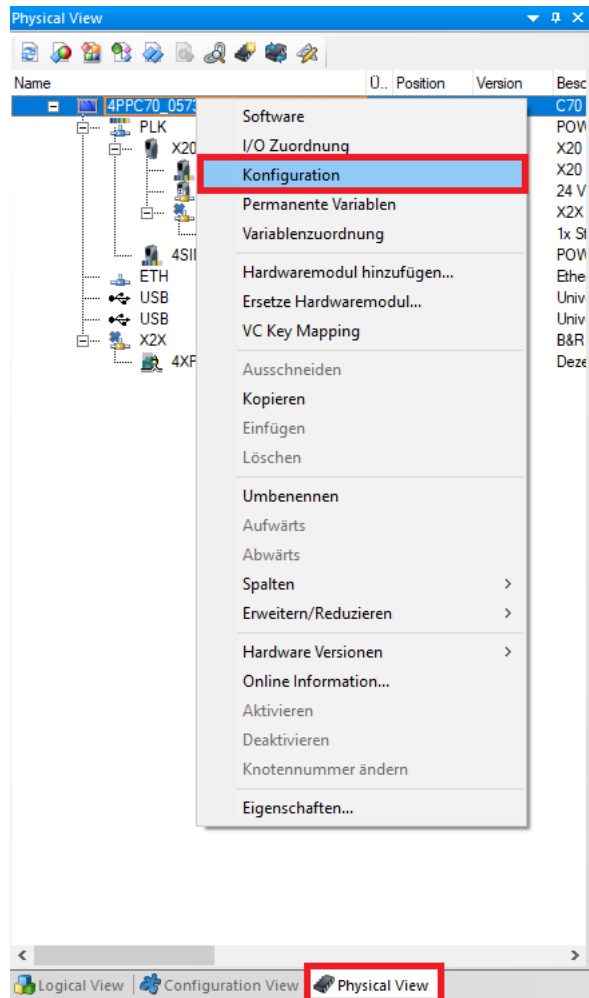 Physical View
Name Ü.. Position Version Besc
4PPC70_0573 C70
PLK POW
X20 X20
X20
24 V
X2X
1x St
4SII POW
ETH Ethe
USB Univ
USB Univ
X2X B&R
4XP Deze
Software
I/O Zuordnung
Konfiguration
Permanente Variablen
Variablenzuordnung
Hardwaremodul hinzufügen...
Ersetze Hardwaremodul...
VC Key Mapping
Ausschneiden
Kopieren
Einfügen
Löschen
Umbenennen
Aufwärts
Abwärts
Spalten
Erweitern/Reduzieren
Hardware Versionen
Online Information...
Aktivieren
Deaktivieren
Knotennummer ändern
Eigenschaften...
Logical View Configuration View Physical View